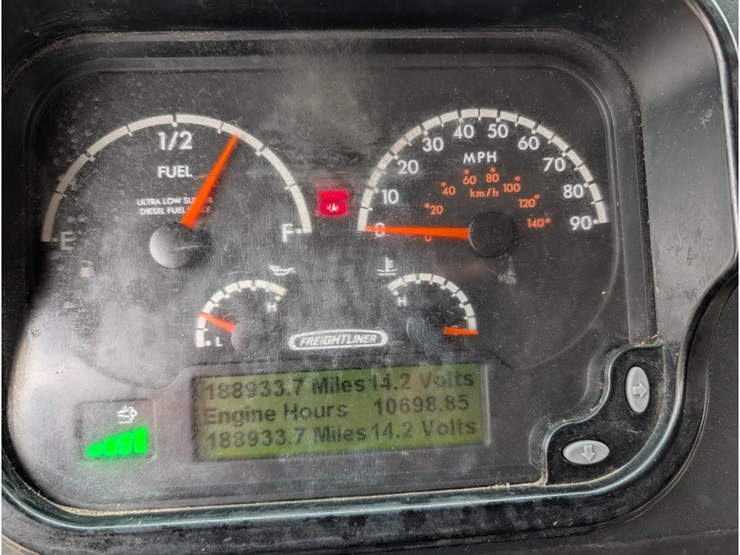 1/2
FUEL
ULTRA LOW
DIESEL FUEL
E
F
0
10
20
30
40
50
60
70
80
90
MPH
km/h
0
20
40
60
80
100
120
140
L
H
H
FREIGHTLINER
188933.7 Miles 14.2 Volts
Engine Hours 10698.85
188933.7 Miles 14.2 Volts